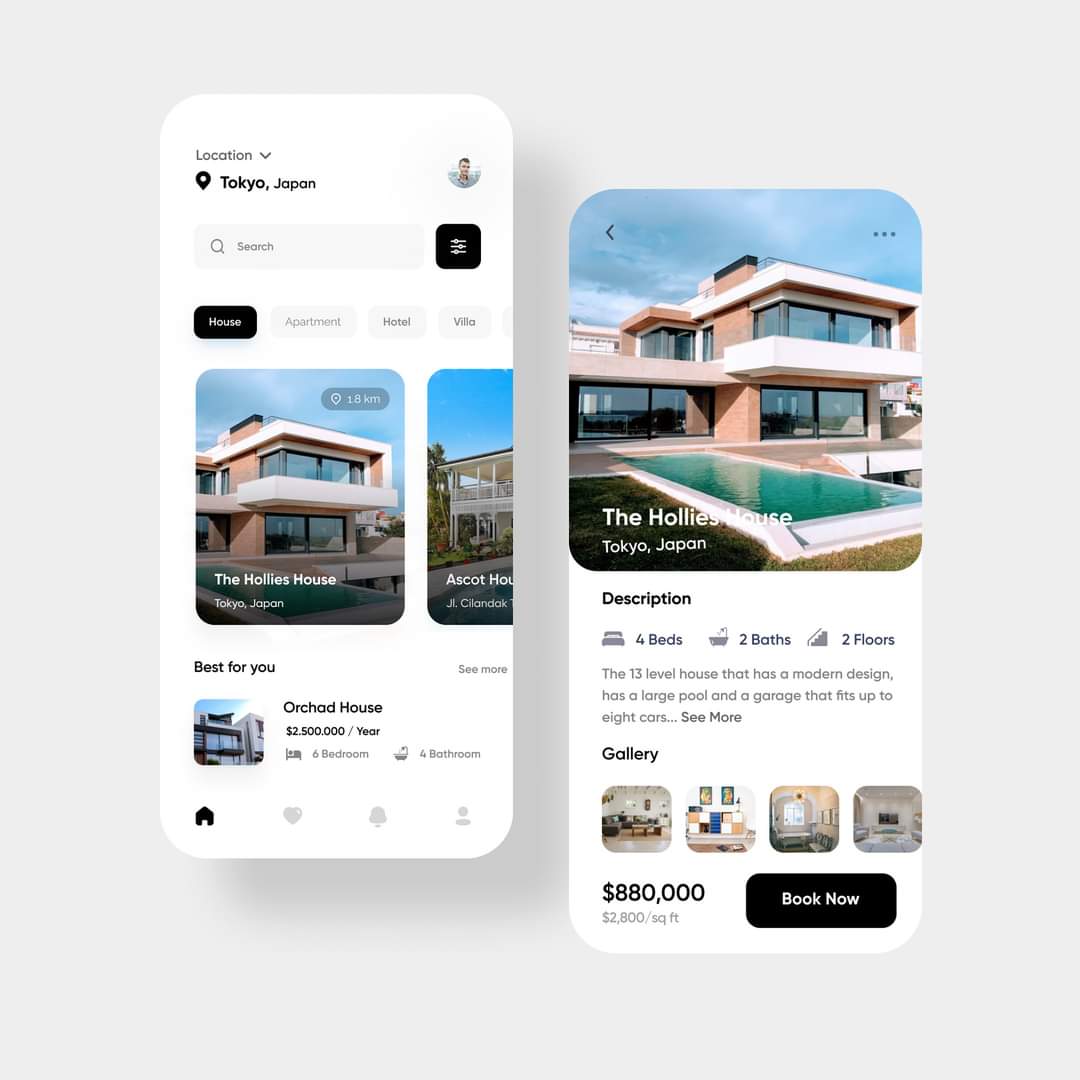 Location
Tokyo, Japan
Search
House
Apartment
Hotel
Villa
1.8 km
The Hollies House
Tokyo, Japan
Ascot Hou
Jl. Cilandak T
Best for you
See more
Orchad House
$2.500.000 / Year
6 Bedroom
4 Bathroom
The Hollies House
Tokyo, Japan
Description
4 Beds
2 Baths
2 Floors
The 13 level house that has a modern design,
has a large pool and a garage that fits up to
eight cars... See More
Gallery
$880,000
$2,800/sq ft
Book Now